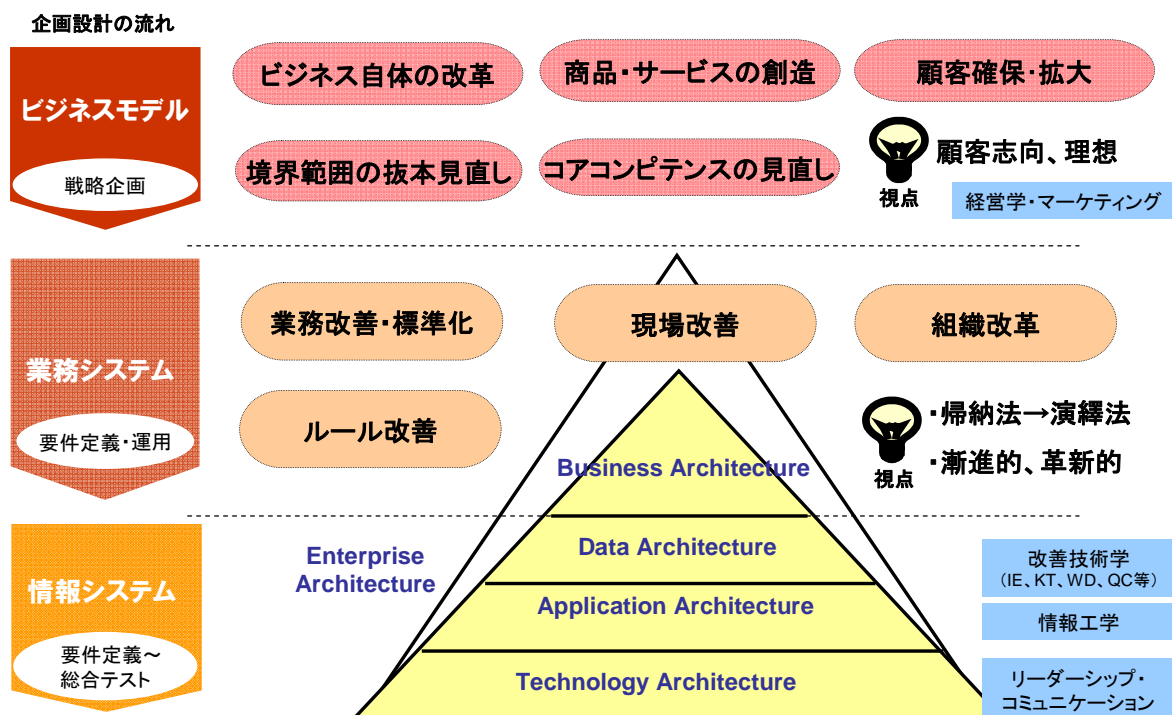 企画設計の流れ
ビジネスモデル
戦略企画
ビジネス自体の改革
商品・サービスの創造
顧客確保・拡大
境界範囲の抜本見直し
コアコンピテンスの見直し
視点
顧客志向、理想
経営学・マーケティング
業務システム
要件定義・運用
業務改善・標準化
現場改善
組織改革
ルール改善
視点
・帰納法→演繹法
・漸進的、革新的
Business Architecture
情報システム
要件定義～
総合テスト
Enterprise
Architecture
Data Architecture
Application Architecture
Technology Architecture
改善技術学
（IE、KT、WD、QC等）
情報工学
リーダーシップ・
コミュニケーション